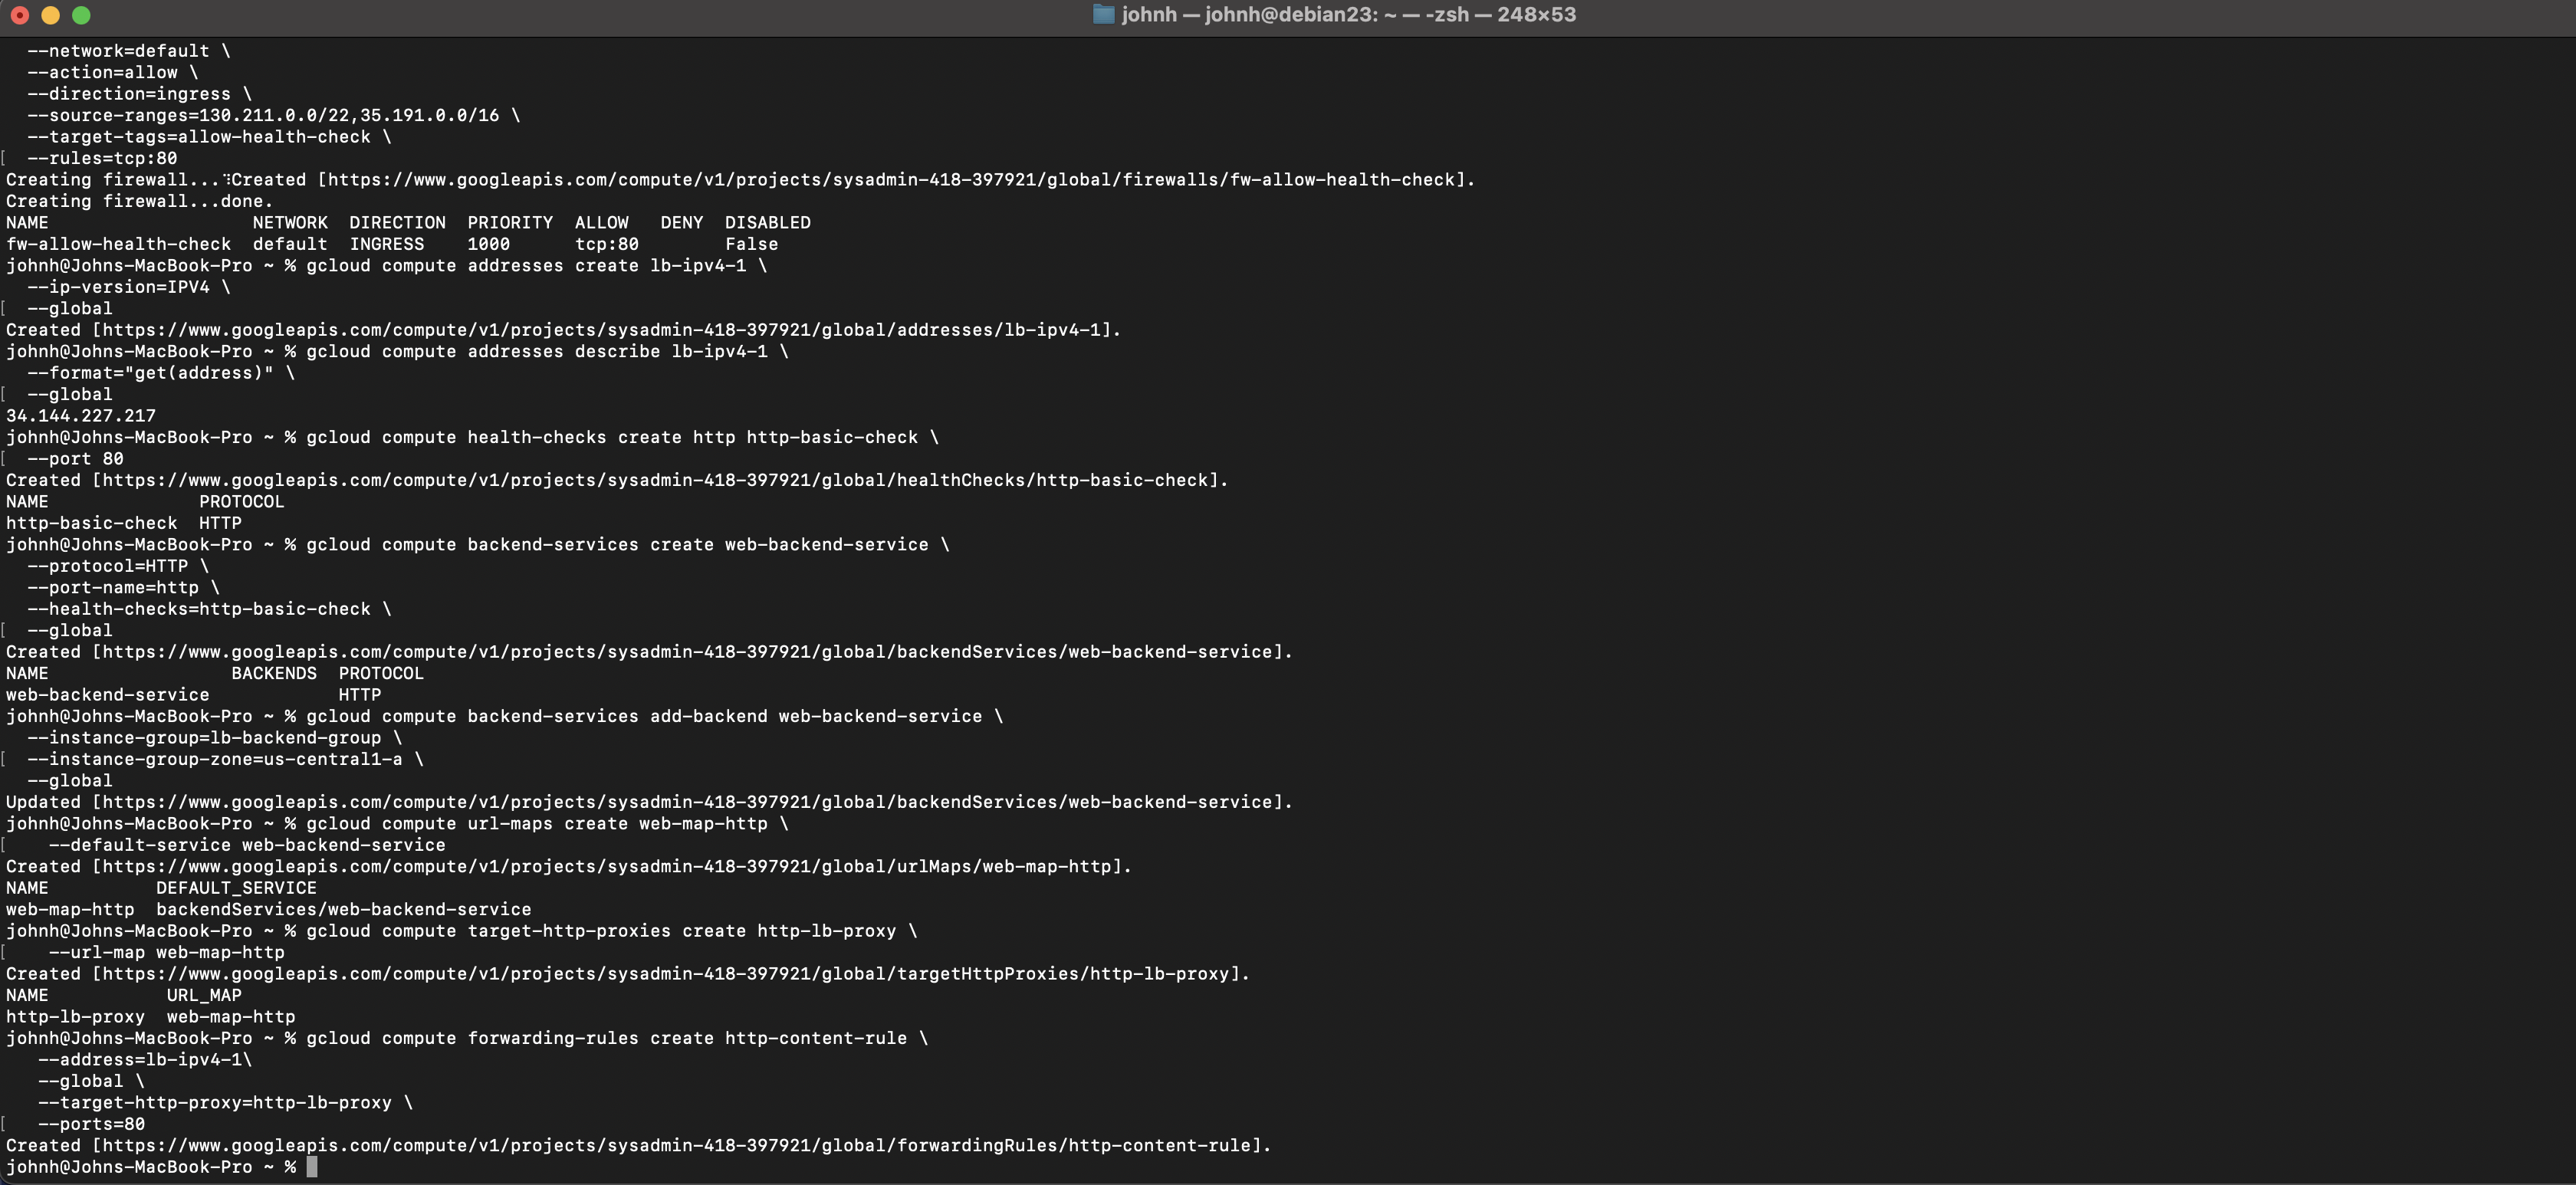 johnh — johnh@debian23: ~ — -zsh — 248×53
  --network=default \
  --action=allow \
  --direction=ingress \
  --source-ranges=130.211.0.0/22,35.191.0.0/16 \
  --target-tags=allow-health-check \
[  --rules=tcp:80
Creating firewall...⠹Created [https://www.googleapis.com/compute/v1/projects/sysadmin-418-397921/global/firewalls/fw-allow-health-check].
Creating firewall...done.
NAME                   NETWORK  DIRECTION  PRIORITY  ALLOW   DENY  DISABLED
fw-allow-health-check  default  INGRESS    1000      tcp:80        False
johnh@Johns-MacBook-Pro ~ % gcloud compute addresses create lb-ipv4-1 \
  --ip-version=IPV4 \
[  --global
Created [https://www.googleapis.com/compute/v1/projects/sysadmin-418-397921/global/addresses/lb-ipv4-1].
johnh@Johns-MacBook-Pro ~ % gcloud compute addresses describe lb-ipv4-1 \
  --format="get(address)" \
[  --global
34.144.227.217
johnh@Johns-MacBook-Pro ~ % gcloud compute health-checks create http http-basic-check \
[  --port 80
Created [https://www.googleapis.com/compute/v1/projects/sysadmin-418-397921/global/healthChecks/http-basic-check].
NAME              PROTOCOL
http-basic-check  HTTP
johnh@Johns-MacBook-Pro ~ % gcloud compute backend-services create web-backend-service \
  --protocol=HTTP \
  --port-name=http \
  --health-checks=http-basic-check \
[  --global
Created [https://www.googleapis.com/compute/v1/projects/sysadmin-418-397921/global/backendServices/web-backend-service].
NAME                 BACKENDS  PROTOCOL
web-backend-service            HTTP
johnh@Johns-MacBook-Pro ~ % gcloud compute backend-services add-backend web-backend-service \
  --instance-group=lb-backend-group \
[  --instance-group-zone=us-central1-a \
  --global
Updated [https://www.googleapis.com/compute/v1/projects/sysadmin-418-397921/global/backendServices/web-backend-service].
johnh@Johns-MacBook-Pro ~ % gcloud compute url-maps create web-map-http \
[    --default-service web-backend-service
Created [https://www.googleapis.com/compute/v1/projects/sysadmin-418-397921/global/urlMaps/web-map-http].
NAME          DEFAULT_SERVICE
web-map-http  backendServices/web-backend-service
johnh@Johns-MacBook-Pro ~ % gcloud compute target-http-proxies create http-lb-proxy \
[    --url-map web-map-http
Created [https://www.googleapis.com/compute/v1/projects/sysadmin-418-397921/global/targetHttpProxies/http-lb-proxy].
NAME           URL_MAP
http-lb-proxy  web-map-http
johnh@Johns-MacBook-Pro ~ % gcloud compute forwarding-rules create http-content-rule \
   --address=lb-ipv4-1\
   --global \
   --target-http-proxy=http-lb-proxy \
[   --ports=80
Created [https://www.googleapis.com/compute/v1/projects/sysadmin-418-397921/global/forwardingRules/http-content-rule].
johnh@Johns-MacBook-Pro ~ %